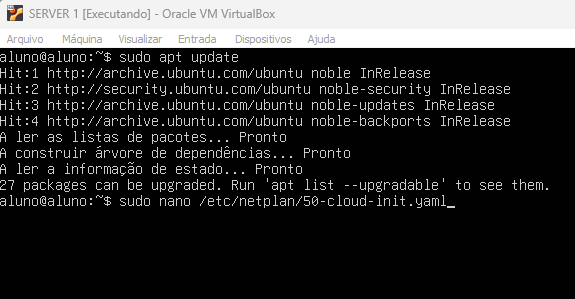 SERVER 1 [Executando] - Oracle VM VirtualBox
Arquivo Máquina Visualizar Entrada Dispositivos Ajuda
aluno@aluno:~$ sudo apt update
Hit:1 http://archive.ubuntu.com/ubuntu noble InRelease
Hit:2 http://security.ubuntu.com/ubuntu noble-security InRelease
Hit:3 http://archive.ubuntu.com/ubuntu noble-updates InRelease
Hit:4 http://archive.ubuntu.com/ubuntu noble-backports InRelease
A ler as listas de pacotes... Pronto
A construir árvore de dependências... Pronto
A ler a informação de estado... Pronto
27 packages can be upgraded. Run 'apt list --upgradable' to see them.
aluno@aluno:~$ sudo nano /etc/netplan/50-cloud-init.yaml_